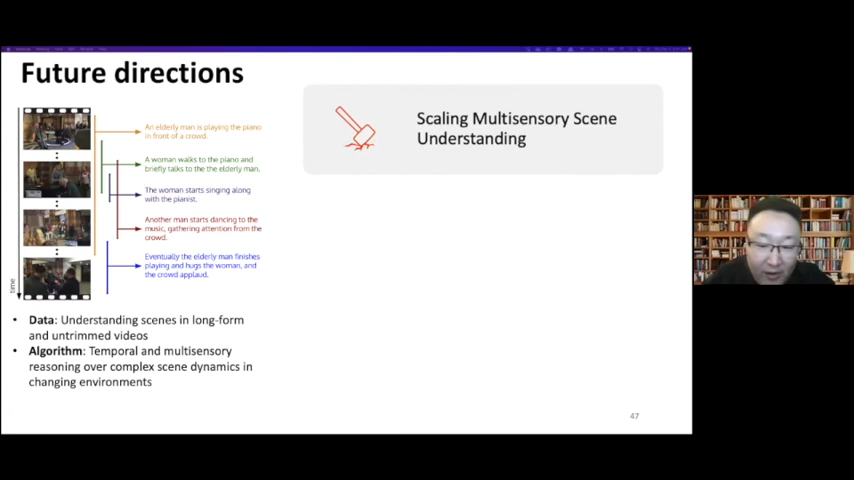 Future directions
An elderly man is playing the piano
in front of a crowd.
A woman walks to the piano and
briefly talks to the the elderly man.
The woman starts singing along
with the pianist.
Another man starts dancing to the
music, gathering attention from the
crowd.
Eventually the elderly man finishes
playing and hugs the woman, and
the crowd applaud.
time
• Data: Understanding scenes in long-form
and untrimmed videos
• Algorithm: Temporal and multisensory
reasoning over complex scene dynamics in
changing environments
Scaling Multisensory Scene
Understanding
47